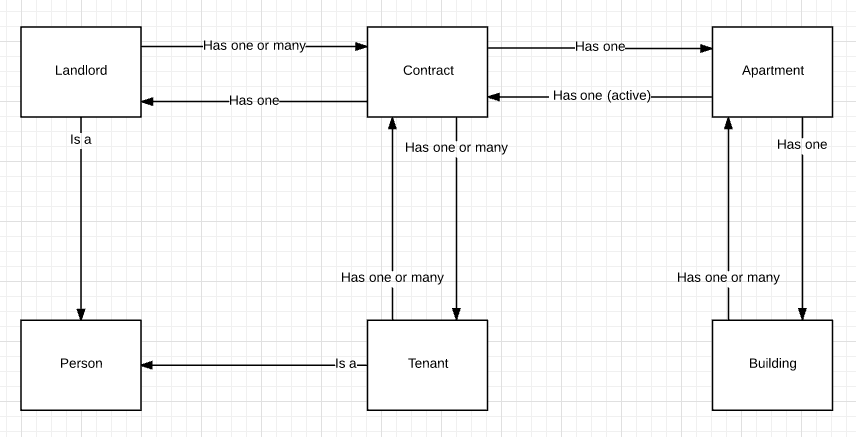 Has one or many
Has one
Landlord
Contract
Apartment
Has one
Has one (active)
Is a
Has one or many
Has one
Has one or many
Has one or many
Person
Is a
Tenant
Building